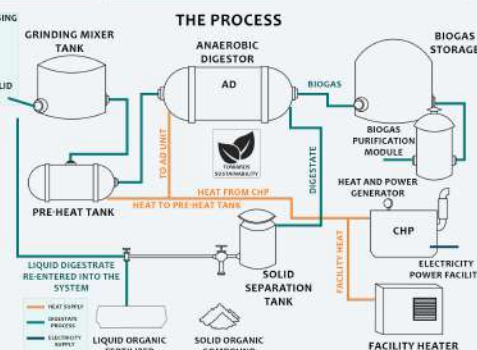 THE PROCESS
SING
LID
GRINDING MIXER
TANK
ANAEROBIC
DIGESTOR
AD
BIOGAS
BIOGAS
STORAGE
BIOGAS
PURIFICATION
MODULE
TO AD UNIT
TOWARDS
SUSTAINABILITY
DIGESTATE
PRE-HEAT TANK
HEAT FROM CHP
HEAT TO PRE-HEAT TANK
HEAT AND POWER
GENERATOR
CHP
FACILITY HEAT
ELECTRICITY
POWER FACILIT
LIQUID DIGESTRATE
RE-ENTERED INTO THE
SYSTEM
SOLID
SEPARATION
TANK
HEAT SUPPLY
DIGESTATE
PROCESS
ELECTRICITY
SUPPLY
LIQUID ORGANIC
SOLID ORGANIC
FACILITY HEATER